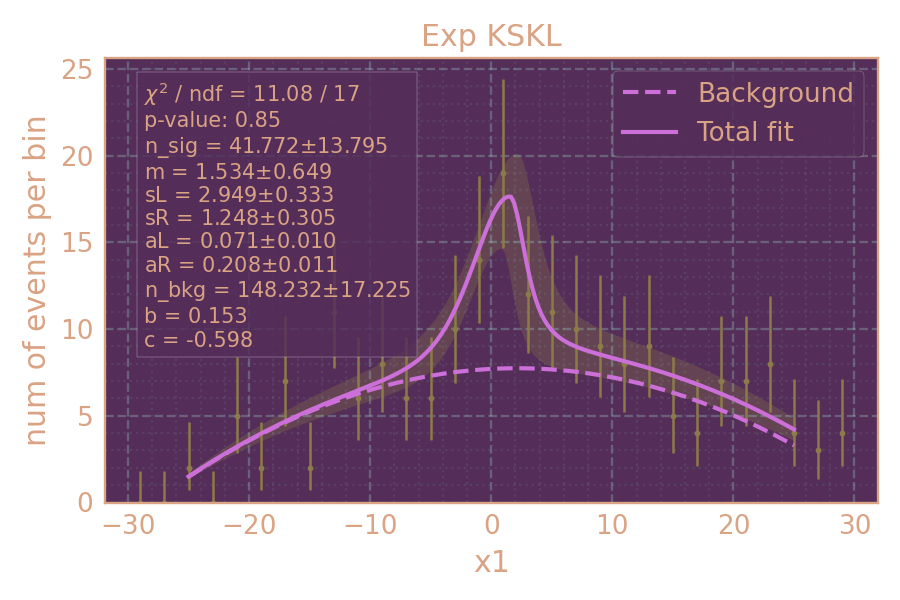 Exp KSKL
num of events per bin
25
20
15
10
5
0
χ² / ndf = 11.08 / 17
p-value: 0.85
n_sig = 41.772±13.795
m = 1.534±0.649
sL = 2.949±0.333
sR = 1.248±0.305
aL = 0.071±0.010
aR = 0.208±0.011
n_bkg = 148.232±17.225
b = 0.153
c = -0.598
Background
Total fit
−30 −20 −10 0 10 20 30
x1